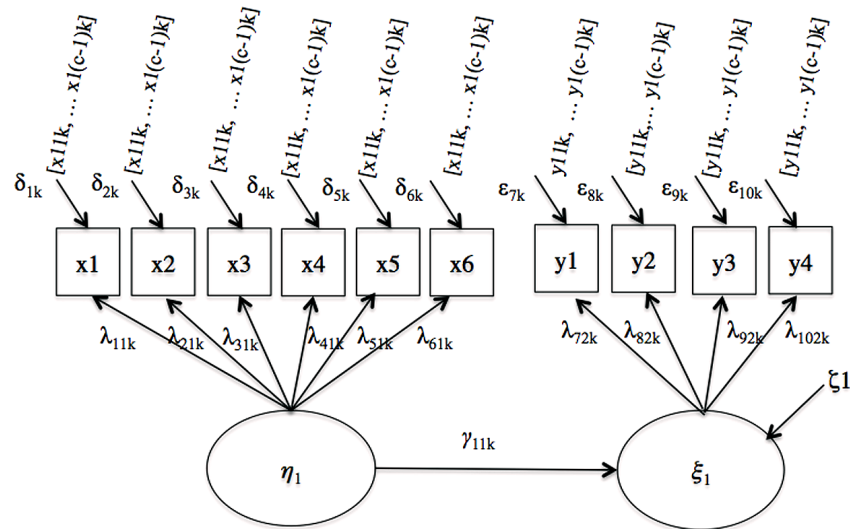 [x11k, … x1(c-1)k]
[x11k, … x1(c-1)k]
[x11k, … x1(c-1)k]
[x11k, … x1(c-1)k]
[x11k, … x1(c-1)k]
[x11k, … x1(c-1)k]
y11k, … y1(c-1)k]
[y11k,… y1(c-1)k]
[y11k,… y1(c-1)k]
[y11k,… y1(c-1)k]
δ1k
δ2k
δ3k
δ4k
δ5k
δ6k
ε7k
ε8k
ε9k
ε10k
x1
x2
x3
x4
x5
x6
y1
y2
y3
y4
λ11k
λ21k
λ31k
λ41k
λ51k
λ61k
λ72k
λ82k
λ92k
λ102k
ζ1
γ11k
η1
ξ1